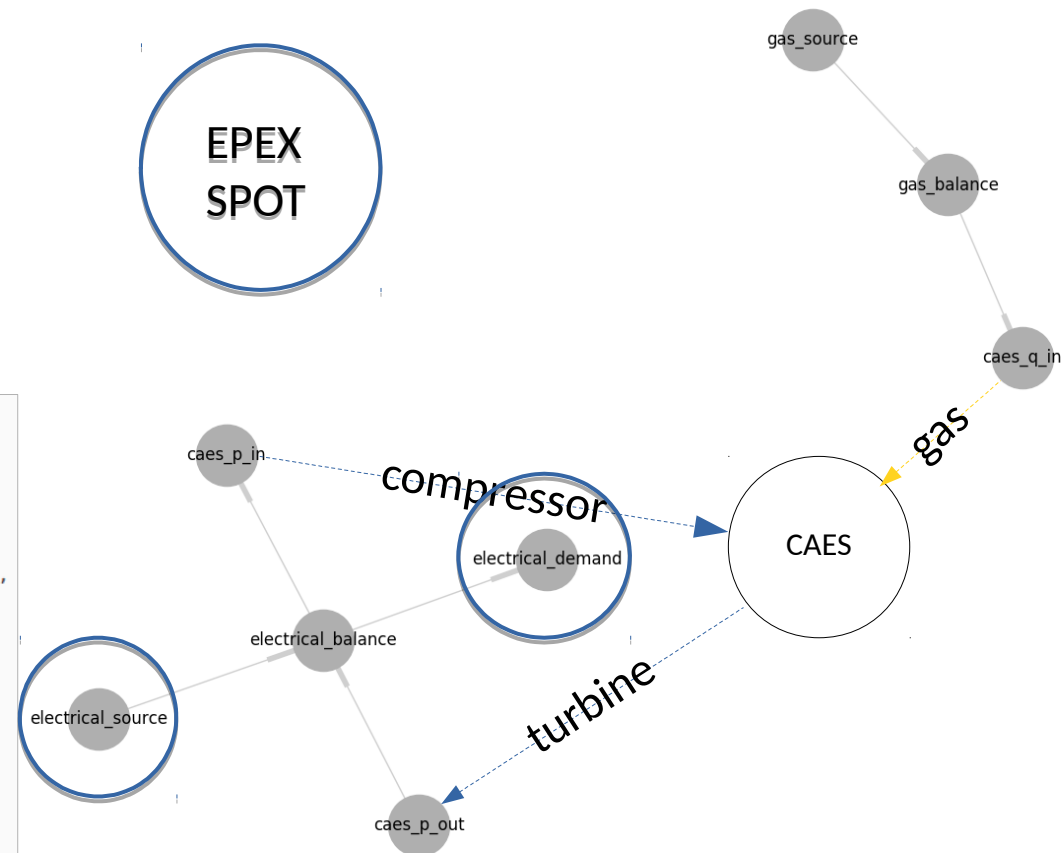 gas_source
EPEX
SPOT
gas_balance
caes_q_in
gas
caes_p_in
compressor
CAES
electrical_demand
,
electrical_balance
turbine
electrical_source
caes_p_out